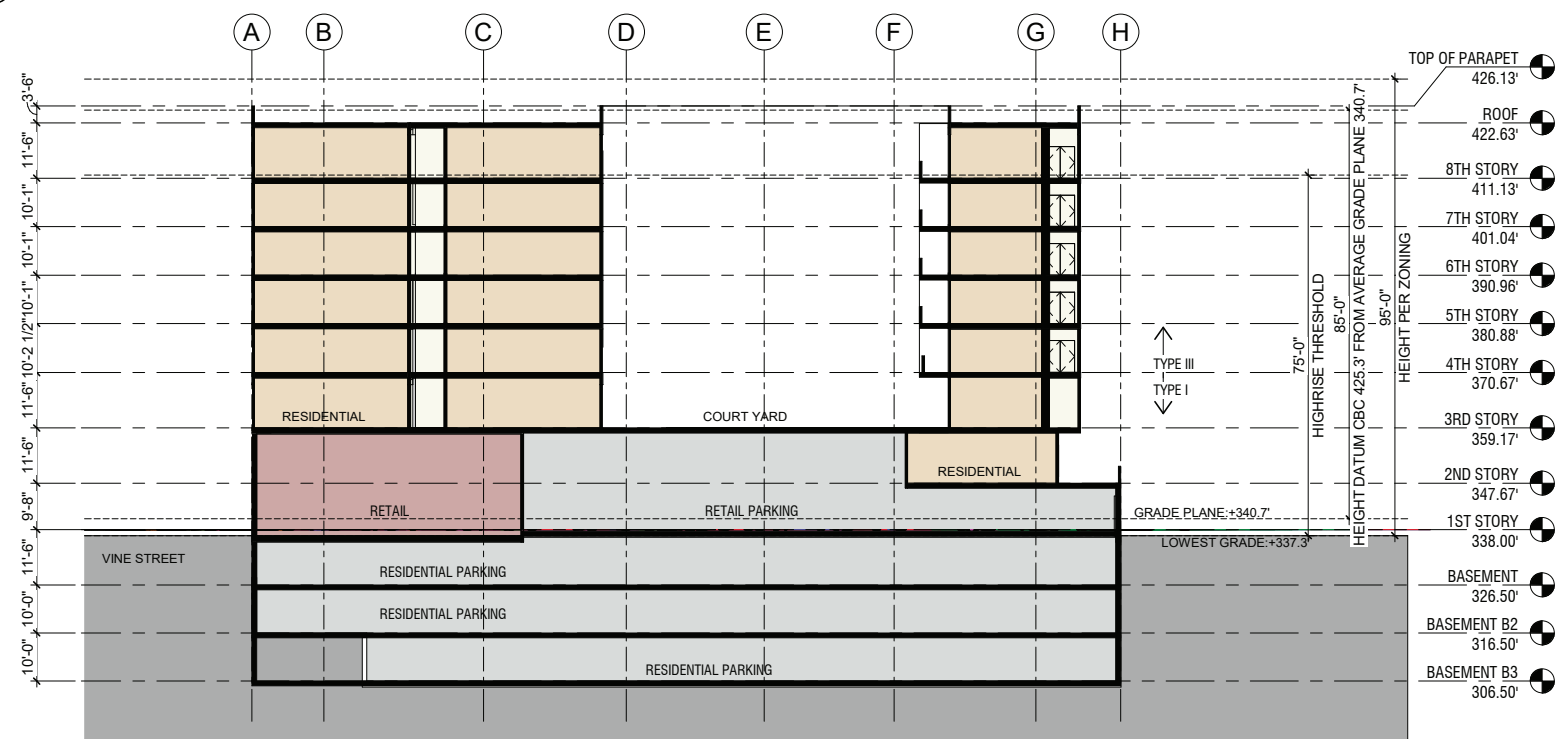 A B C D E F G H
TOP OF PARAPET
426.13'
ROOF
422.63'
8TH STORY
411.13'
7TH STORY
401.04'
6TH STORY
390.96'
5TH STORY
380.88'
4TH STORY
370.67'
3RD STORY
359.17'
2ND STORY
347.67'
1ST STORY
338.00'
BASEMENT
326.50'
BASEMENT B2
316.50'
BASEMENT B3
306.50'
3'-6"
11'-6"
10'-1"
10'-1"
10'-1"
10'-2 1/2"
11'-6"
11'-6"
9'-8"
11'-6"
10'-0"
10'-0"
RESIDENTIAL
COURT YARD
RESIDENTIAL
RETAIL
RETAIL PARKING
VINE STREET
RESIDENTIAL PARKING
RESIDENTIAL PARKING
RESIDENTIAL PARKING
TYPE III
TYPE I
75'-0"
HIGHRISE THRESHOLD
85'-0"
HEIGHT DATUM CBC 425.3' FROM AVERAGE GRADE PLANE 340.7'
95'-0"
HEIGHT PER ZONING
GRADE PLANE:+340.7'
LOWEST GRADE:+337.3'